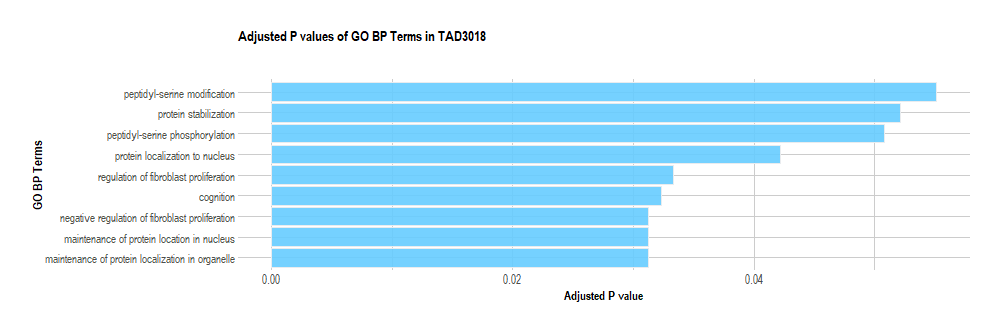 Adjusted P values of GO BP Terms in TAD3018
GO BP Terms
peptidyl-serine modification
protein stabilization
peptidyl-serine phosphorylation
protein localization to nucleus
regulation of fibroblast proliferation
cognition
negative regulation of fibroblast proliferation
maintenance of protein location in nucleus
maintenance of protein localization in organelle
0.00 0.02 0.04
Adjusted P value